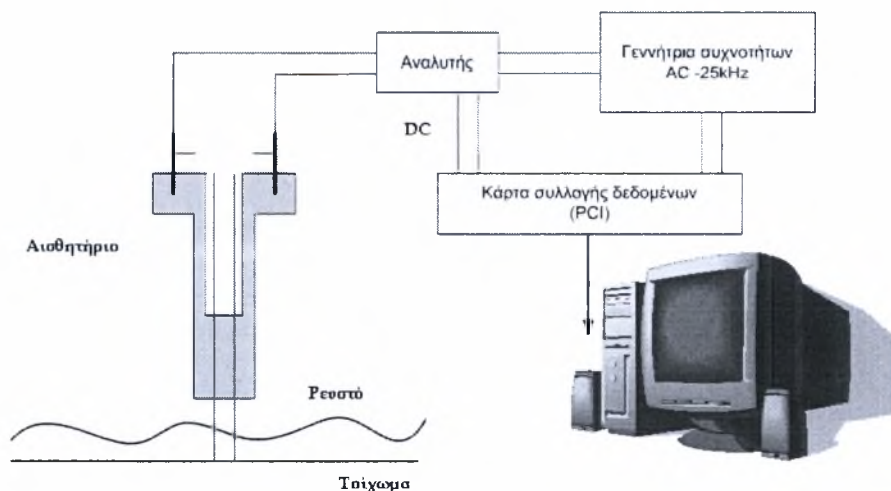 Αναλυτής
Γεννήτρια συχνοτήτων
AC -25kHz
DC
Κάρτα συλλογής δεδομένων
(PCI)
Αισθητήριο
Ρευστό
Τοίχωμα